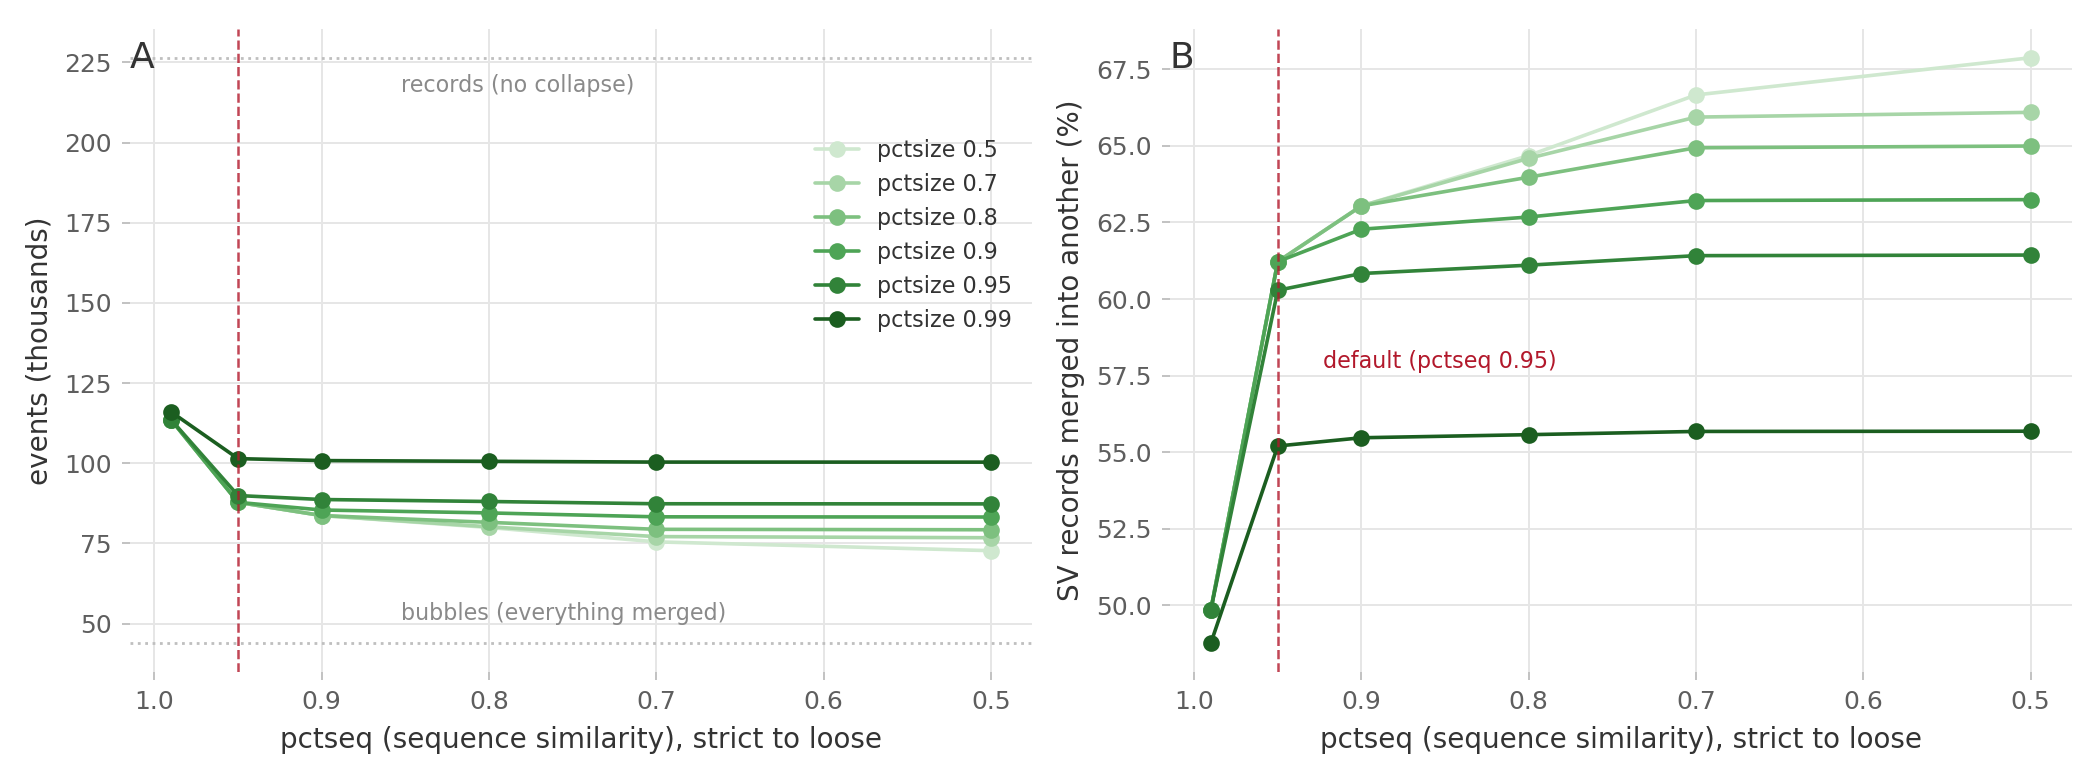 A
225
200
175
150
125
100
75
50
events (thousands)
records (no collapse)
pctsize 0.5
pctsize 0.7
pctsize 0.8
pctsize 0.9
pctsize 0.95
pctsize 0.99
bubbles (everything merged)
1.0 0.9 0.8 0.7 0.6 0.5
pctseq (sequence similarity), strict to loose
B
67.5
65.0
62.5
60.0
57.5
55.0
52.5
50.0
SV records merged into another (%)
default (pctseq 0.95)
1.0 0.9 0.8 0.7 0.6 0.5
pctseq (sequence similarity), strict to loose